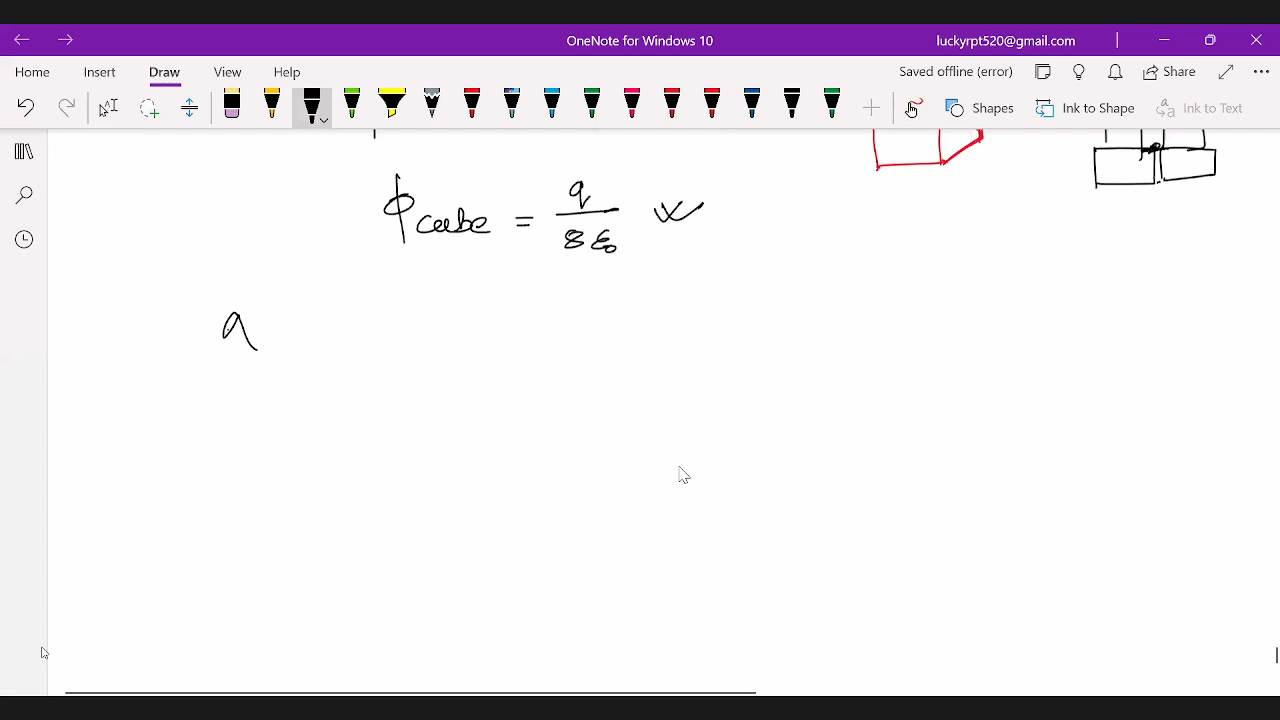 OneNote for Windows 10
luckyrpt520@gmail.com
Home Insert Draw View Help
Saved offline (error)
Share
Shapes
Ink to Shape
Ink to Text
ϕcube = q / 8ε₀
a